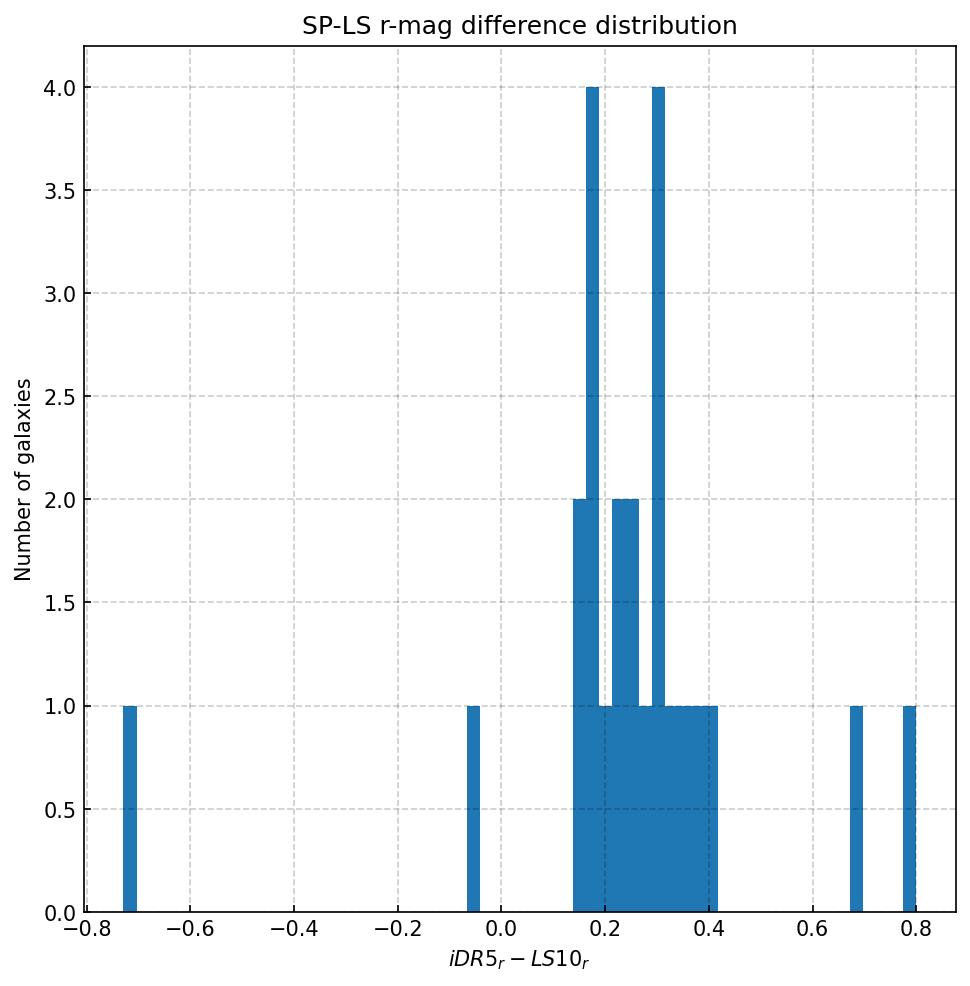 SP-LS r-mag difference distribution
4.0
3.5
3.0
2.5
2.0
1.5
1.0
0.5
0.0
Number of galaxies
−0.8 −0.6 −0.4 −0.2 0.0 0.2 0.4 0.6 0.8
iDR5r − LS10r